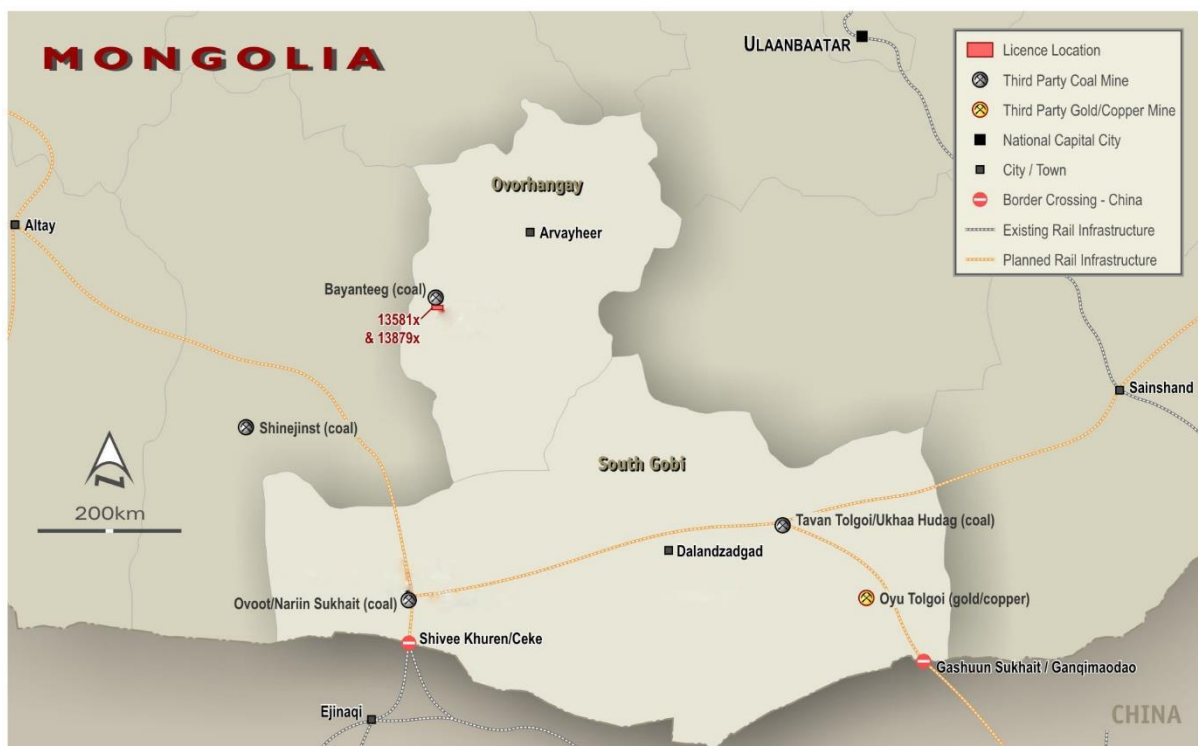 MONGOLIA
ULAANBAATAR
Licence Location
Third Party Coal Mine
Third Party Gold/Copper Mine
National Capital City
City / Town
Border Crossing - China
Existing Rail Infrastructure
Planned Rail Infrastructure
Ovorhangay
Altay
Arvayheer
Bayanteeg (coal)
13581x
& 13879x
Sainshand
Shinejinst (coal)
South Gobi
N
200km
Tavan Tolgoi/Ukhaa Hudag (coal)
Dalandzadgad
Ovoot/Nariin Sukhait (coal)
Oyu Tolgoi (gold/copper)
Shivee Khuren/Ceke
Gashuun Sukhait / Ganqimaodao
Ejinaqi
CHINA